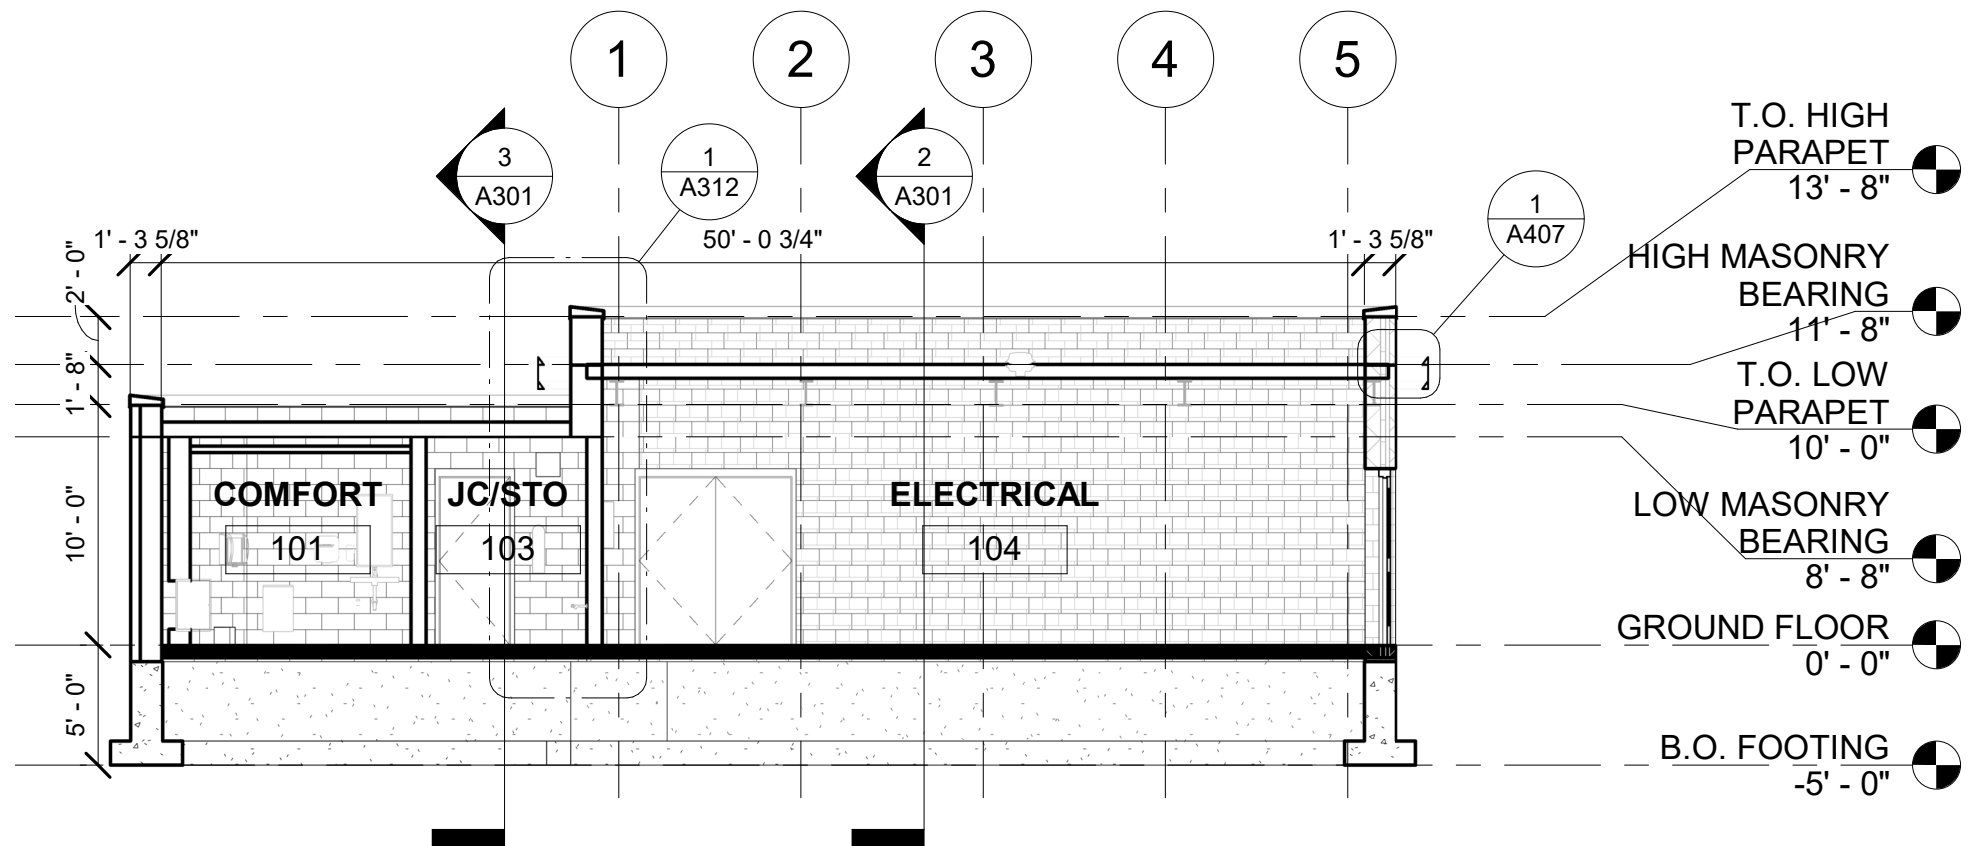 1
2
3
4
5
3
A301
1
A312
2
A301
1
A407
T.O. HIGH
PARAPET
13' - 8"
HIGH MASONRY
BEARING
11' - 8"
T.O. LOW
PARAPET
10' - 0"
LOW MASONRY
BEARING
8' - 8"
GROUND FLOOR
0' - 0"
B.O. FOOTING
-5' - 0"
1' - 3 5/8"
50' - 0 3/4"
1' - 3 5/8"
2' - 0"
1' - 8"
10' - 0"
5' - 0"
COMFORT
101
JC/STO
103
ELECTRICAL
104